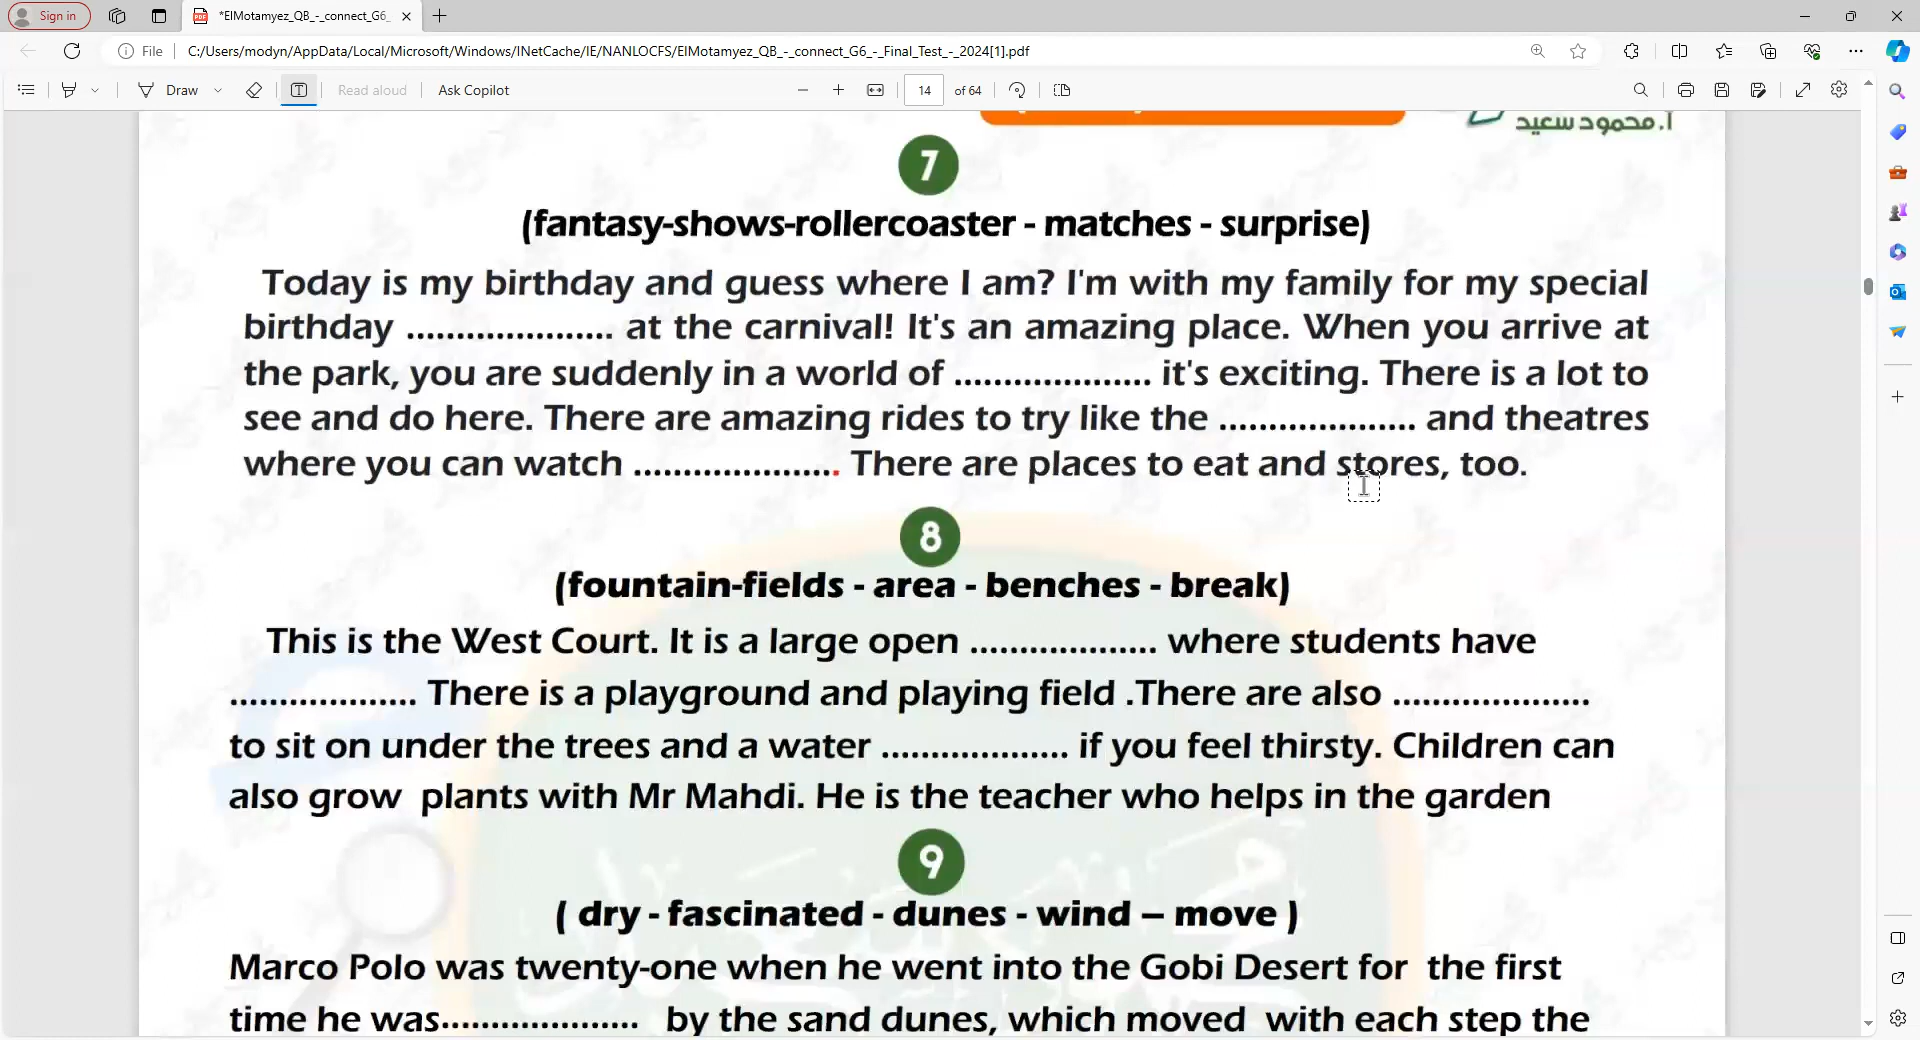 Sign in
*ElMotamyez_QB_-_connect_G6_
File
C:/Users/modyn/AppData/Local/Microsoft/Windows/INetCache/IE/NANLOCFS/ElMotamyez_QB_-_connect_G6_-_Final_Test_-_2024[1].pdf
Draw
Read aloud
Ask Copilot
14 of 64
أ. محمود سعيد
7
(fantasy-shows-rollercoaster - matches - surprise)
Today is my birthday and guess where I am? I'm with my family for my special
birthday ..................... at the carnival! It's an amazing place. When you arrive at
the park, you are suddenly in a world of .................... it's exciting. There is a lot to
see and do here. There are amazing rides to try like the .................... and theatres
where you can watch ..................... There are places to eat and stores, too.
8
(fountain-fields - area - benches - break)
This is the West Court. It is a large open ................... where students have
................... There is a playground and playing field .There are also ....................
to sit on under the trees and a water ................... if you feel thirsty. Children can
also grow plants with Mr Mahdi. He is the teacher who helps in the garden
9
( dry - fascinated - dunes - wind – move )
Marco Polo was twenty-one when he went into the Gobi Desert for the first
time he was.................... by the sand dunes, which moved with each step the